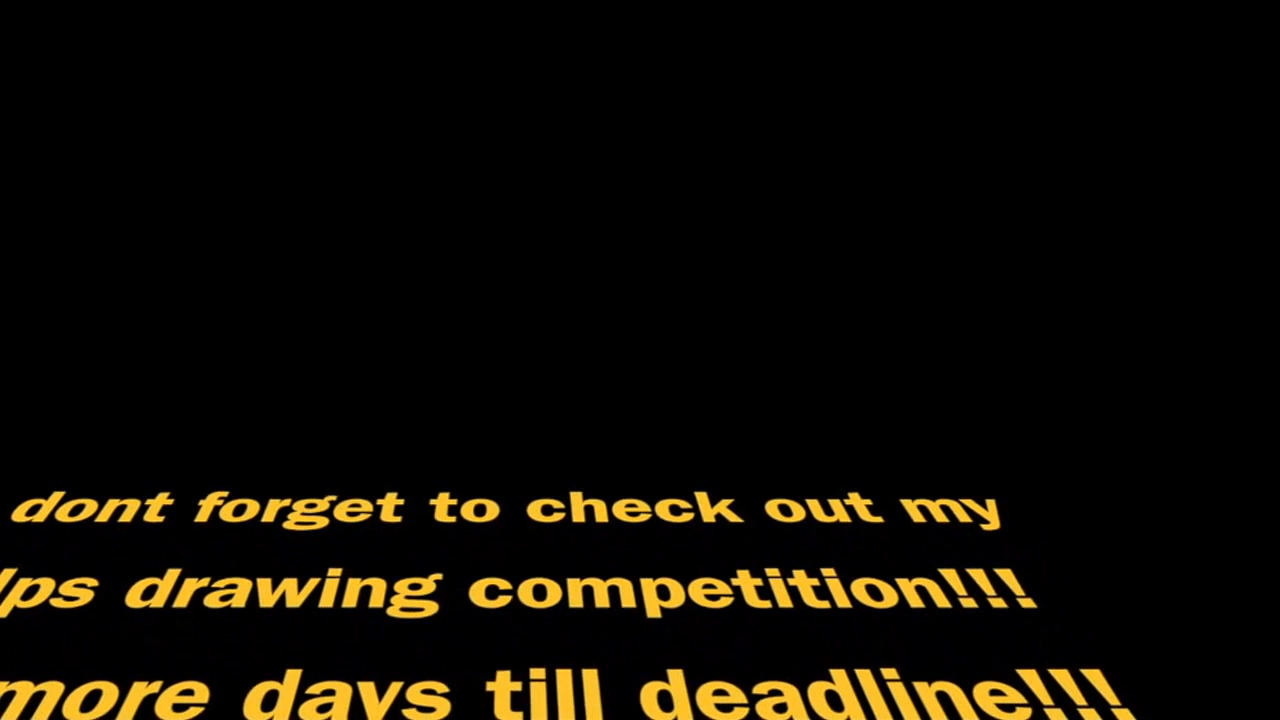 dont forget to check out my
drawing competition!!!
more days till deadline!!!